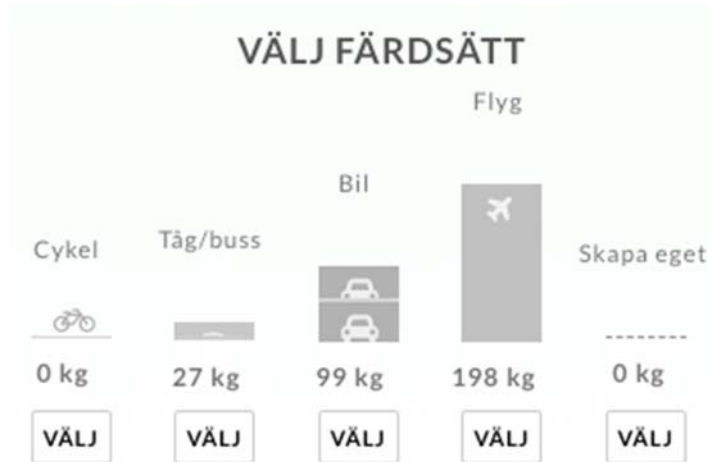 VÄLJ FÄRDSÄTT
Flyg
Bil
Tåg/buss
Cykel
Skapa eget
0 kg
27 kg
99 kg
198 kg
0 kg
VÄLJ
VÄLJ
VÄLJ
VÄLJ
VÄLJ